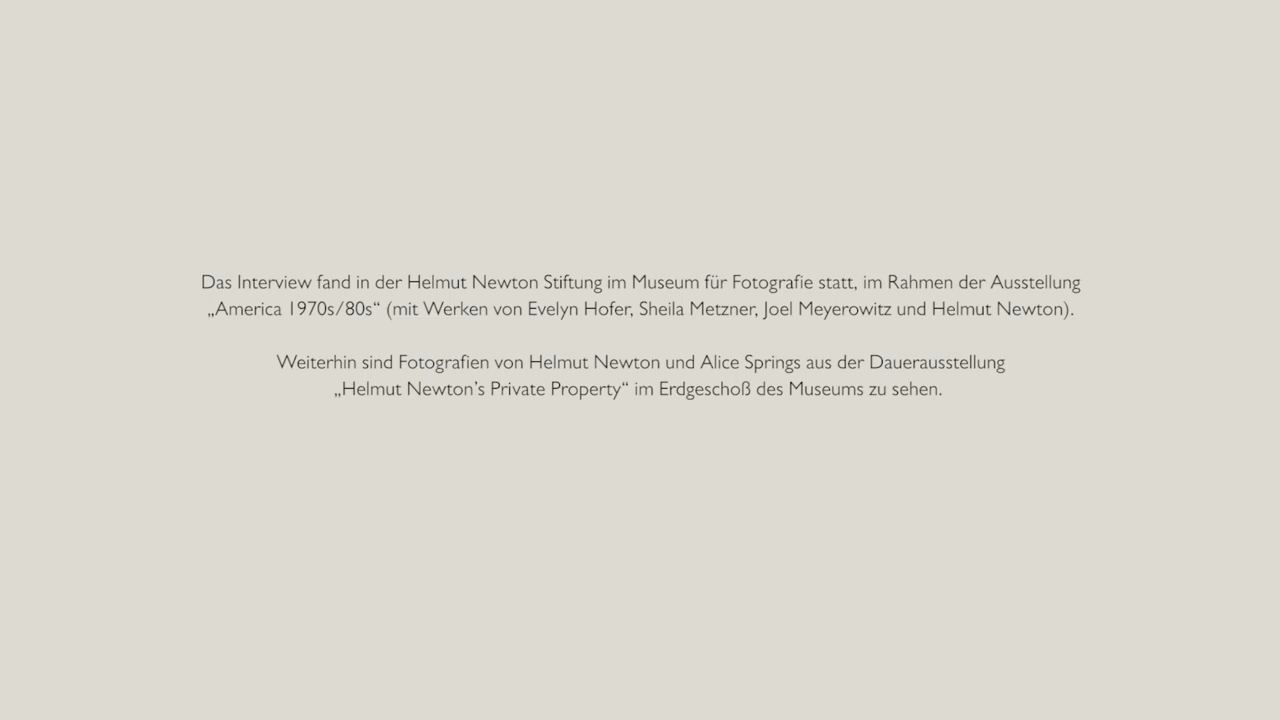 Das Interview fand in der Helmut Newton Stiftung im Museum für Fotografie statt, im Rahmen der Ausstellung
„America 1970s/80s“ (mit Werken von Evelyn Hofer, Sheila Metzner, Joel Meyerowitz und Helmut Newton).
Weiterhin sind Fotografien von Helmut Newton und Alice Springs aus der Dauerausstellung
„Helmut Newton’s Private Property“ im Erdgeschoß des Museums zu sehen.